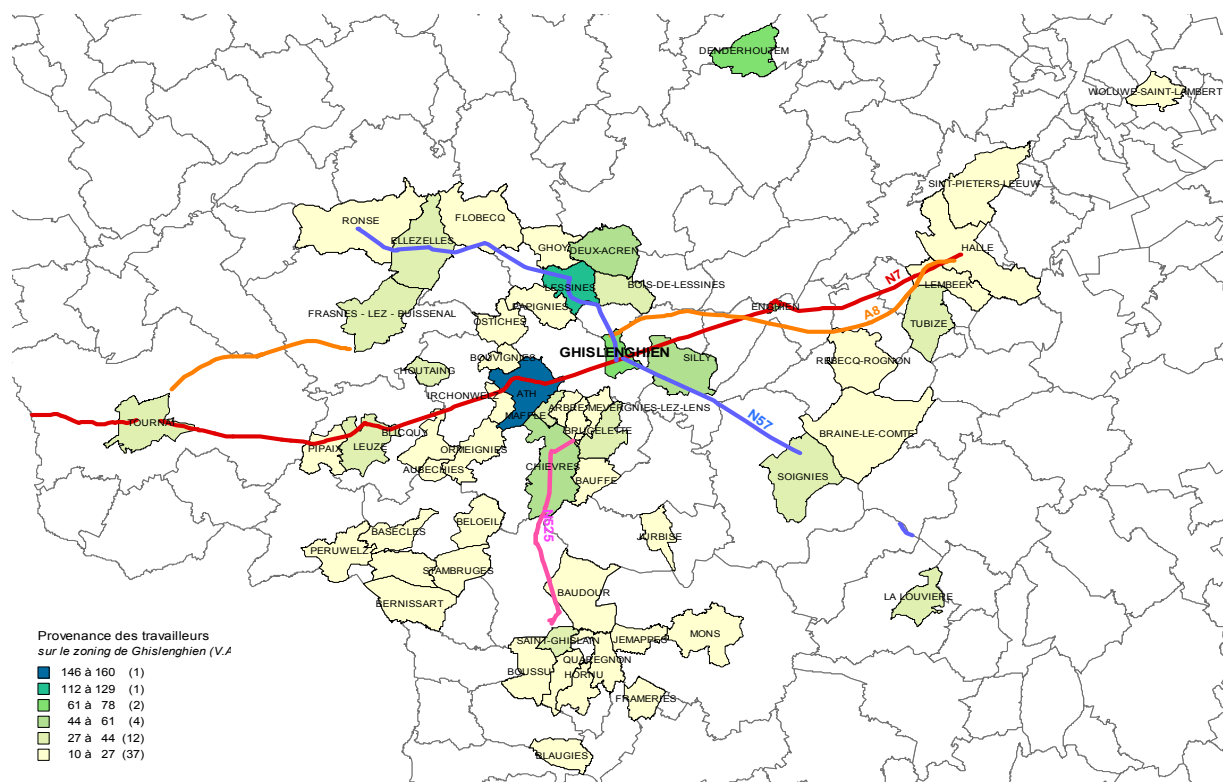 DENDERHOUTEM
WOLUWE-SAINT-LAMBERT
SINT-PIETERS-LEEUW
RONSE
FLOBECQ
ELLEZELLES
GHOY
DEUX-ACREN
HALLE
N7
LESSINES
BOIS-DE-LESSINES
LEMBEEK
PAPIGNIES
ENGHIEN
A8
FRASNES - LEZ - BUISSENAL
OSTICHES
TUBIZE
GHISLENGHIEN
BOUVIGNIES
SILLY
REBECQ-ROGNON
HOUTAING
ATH
IRCHONWELZ
MAFFLE
ARBRE
MEVERGNIES-LEZ-LENS
N57
TOURNAI
BLICQUY
BRUGELETTE
BRAINE-LE-COMTE
PIPAIX
LEUZE
ORMEIGNIES
AUBECHIES
CHIEVRES
BAUFFE
SOIGNIES
BELOEIL
N525
BASECLES
JURBISE
PERUWELZ
STAMBRUGES
BERNISSART
BAUDOUR
LA LOUVIERE
SAINT-GHISLAIN
JEMAPPES
MONS
QUAREGNON
BOUSSU
HORNU
FRAMERIES
BLAUGIES
Provenance des travailleurs
sur le zoning de Ghislenghien (V.A
146 à 160 (1)
112 à 129 (1)
61 à 78 (2)
44 à 61 (4)
27 à 44 (12)
10 à 27 (37)